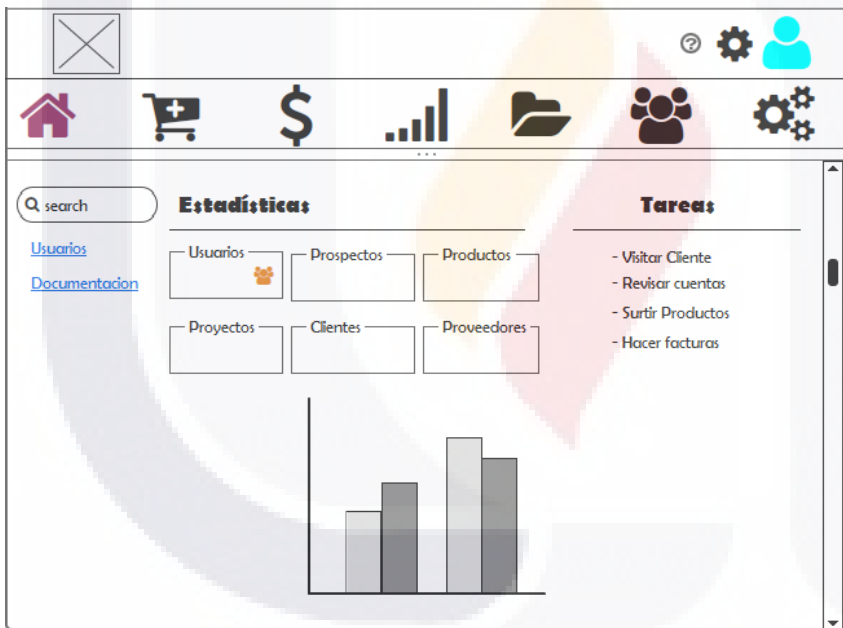 search
Usuarios
Documentacion
Estadísticas
Usuarios
Prospectos
Productos
Proyectos
Clientes
Proveedores
Tareas
- Visitar Cliente
- Revisar cuentas
- Surtir Productos
- Hacer facturas